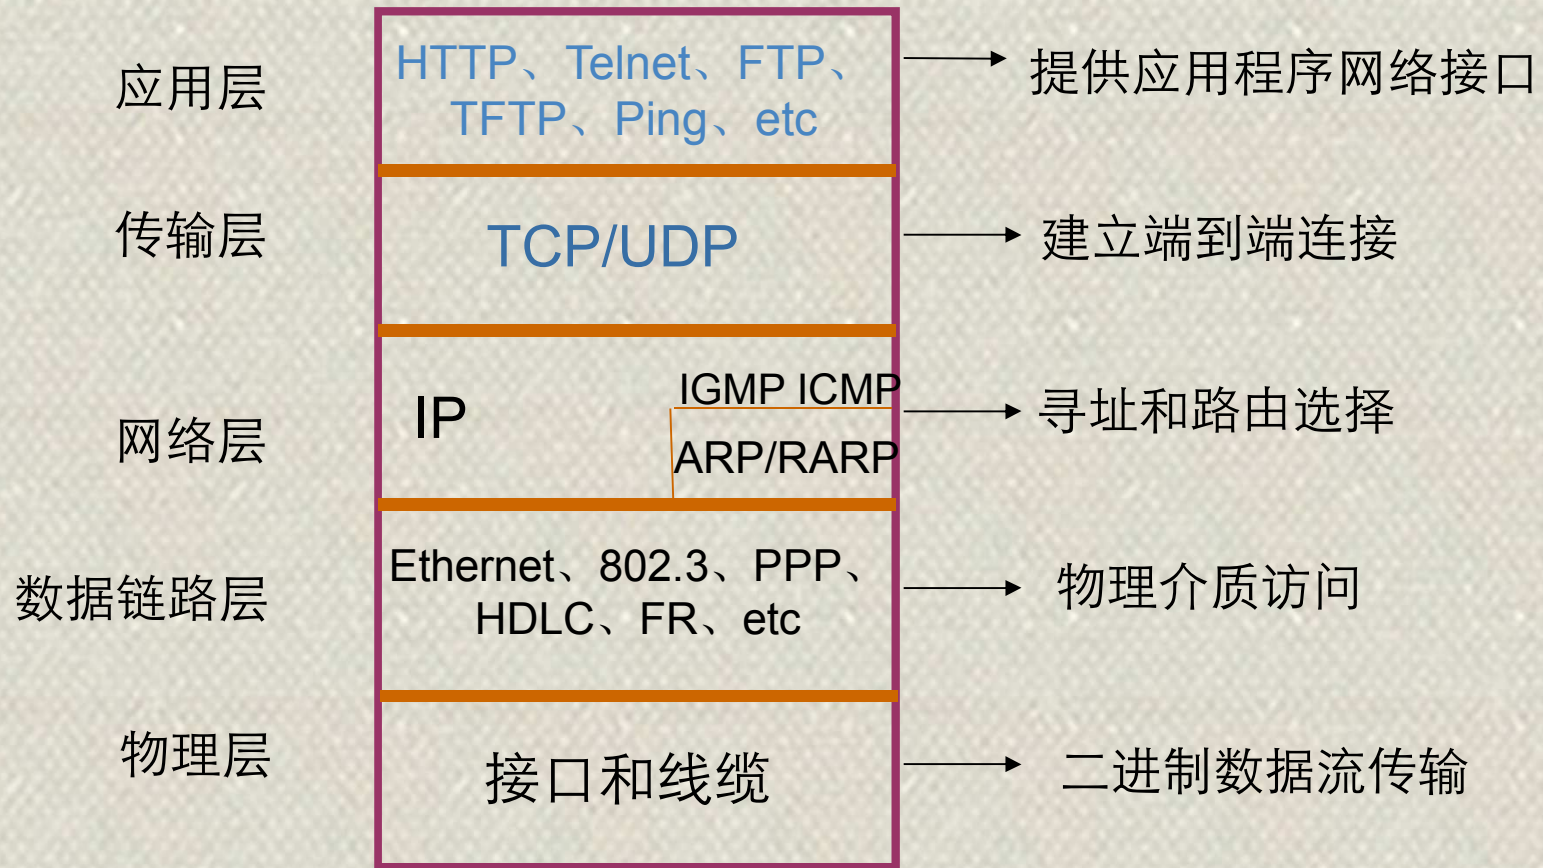 应用层
HTTP、Telnet、FTP、
TFTP、Ping、etc
提供应用程序网络接口
传输层
TCP/UDP
建立端到端连接
网络层
IP
IGMP ICMP
ARP/RARP
寻址和路由选择
数据链路层
Ethernet、802.3、PPP、
HDLC、FR、etc
物理介质访问
物理层
接口和线缆
二进制数据流传输